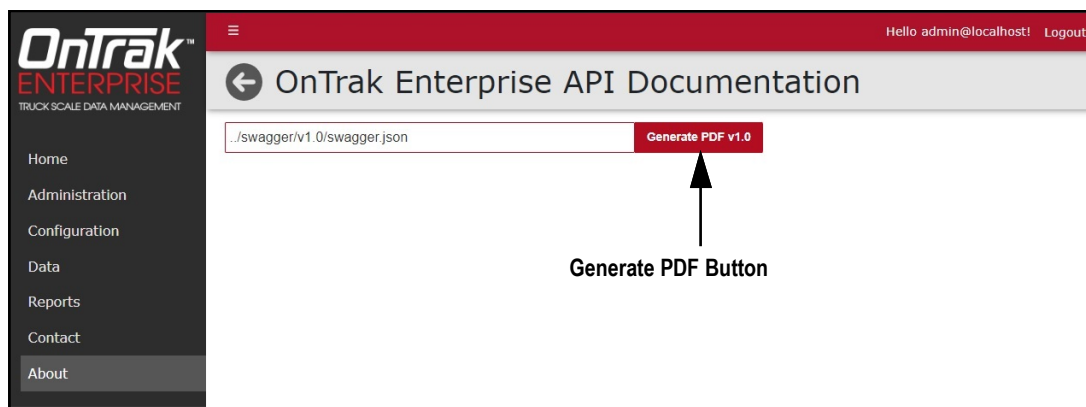 OnTrak™
ENTERPRISE
TRUCK SCALE DATA MANAGEMENT
☰
Hello admin@localhost! Logout
OnTrak Enterprise API Documentation
../swagger/v1.0/swagger.json
Generate PDF v1.0
Home
Administration
Configuration
Data
Reports
Contact
About
Generate PDF Button